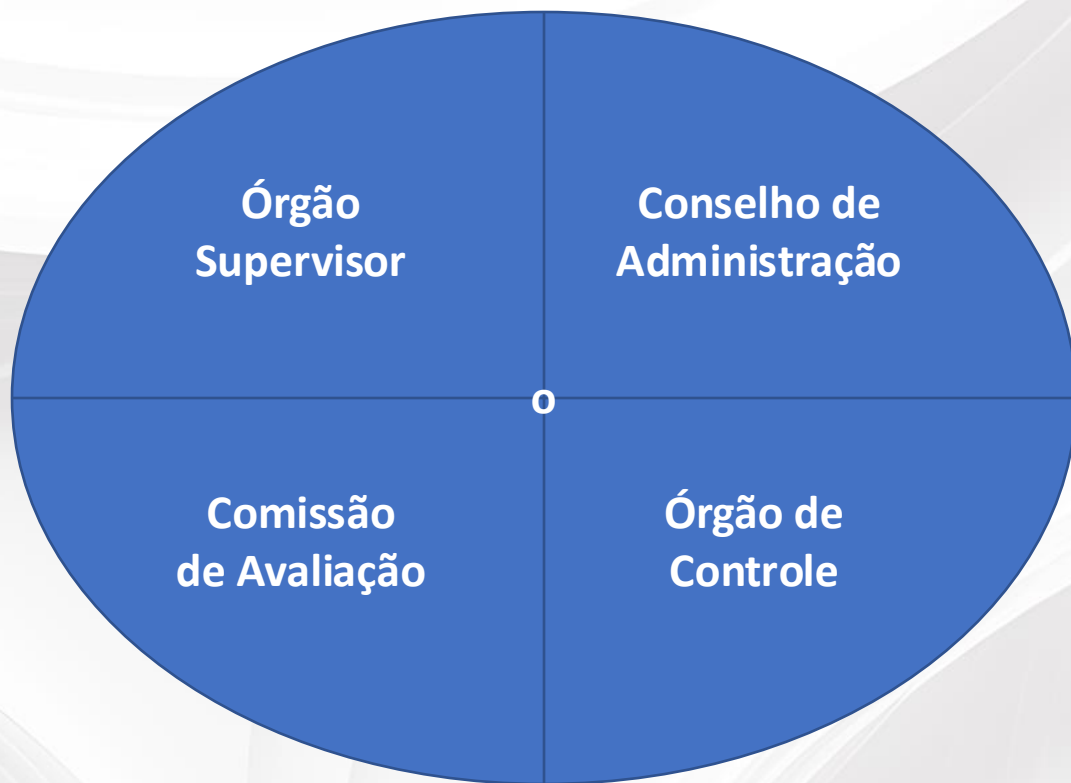 Órgão
Supervisor
Conselho de
Administração
o
Comissão
de Avaliação
Órgão de
Controle